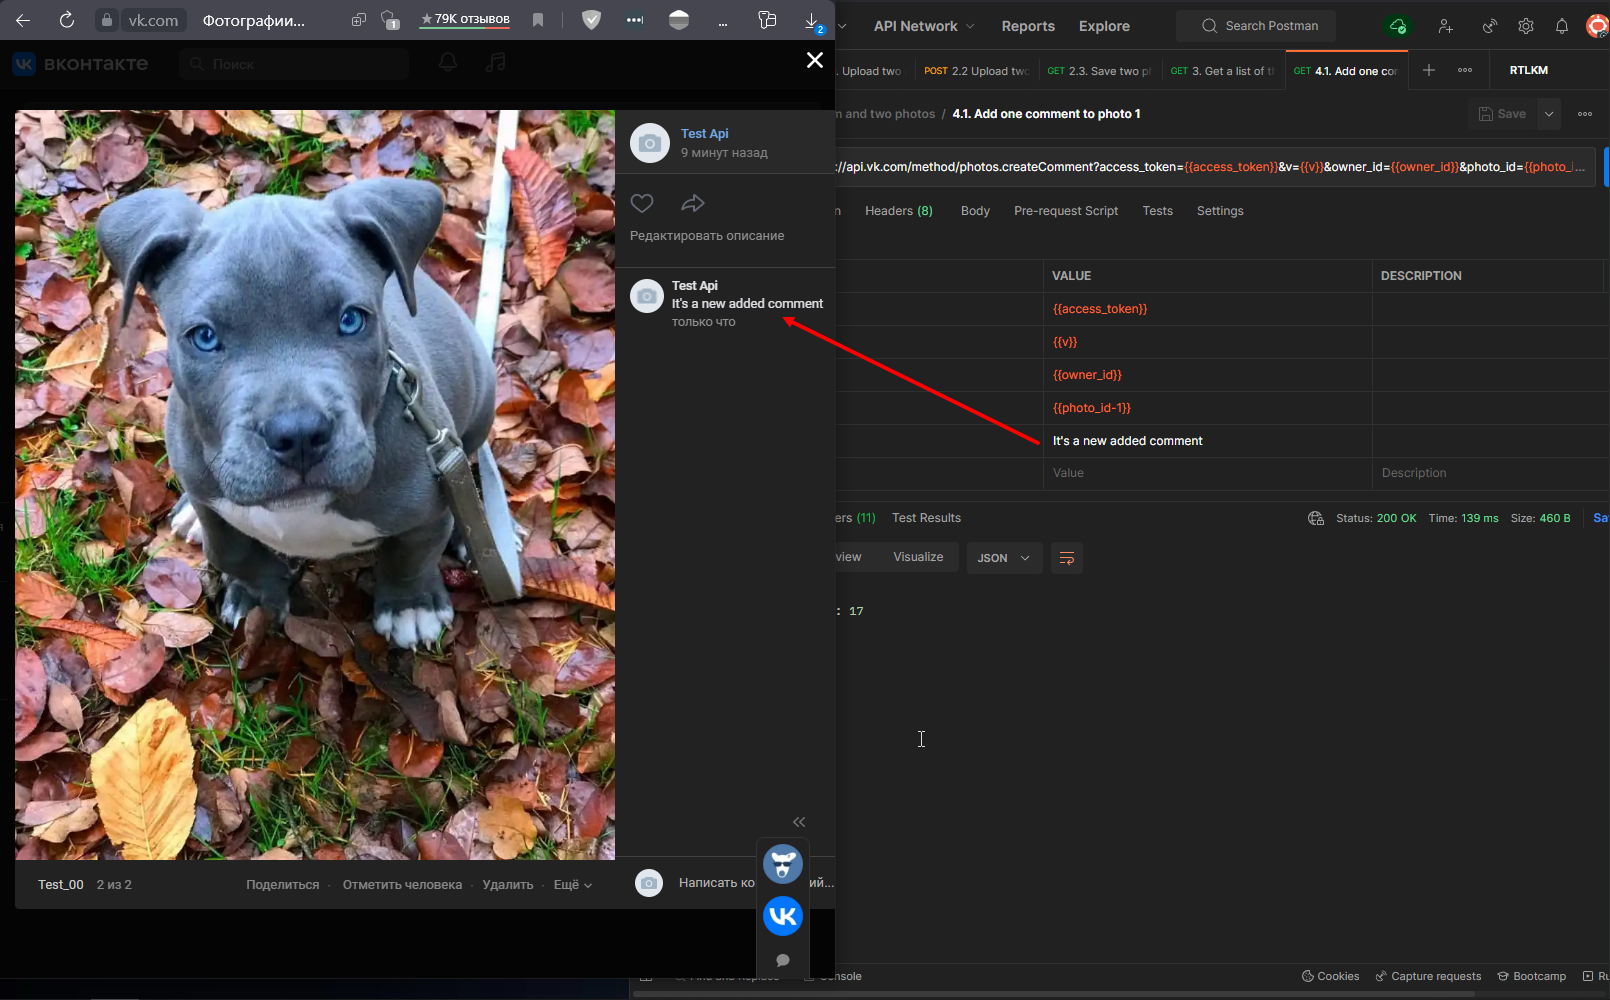 vk.com
Фотографии...
★ 79K отзывов
...
1
2
ВКОНТАКТЕ
Поиск
Test Api
9 минут назад
Редактировать описание
Test Api
It's a new added comment
только что
Test_00 2 из 2
Поделиться · Отметить человека · Удалить · Ещё
Написать ко
ий...
API Network
Reports
Explore
Search Postman
Upload two
POST 2.2 Upload two
GET 2.3. Save two p
GET 3. Get a list of
GET 4.1. Add one co
RTLKM
and two photos / 4.1. Add one comment to photo 1
Save
://api.vk.com/method/photos.createComment?access_token={{access_token}}&v={{v}}&owner_id={{owner_id}}&photo_id={{photo_i...
Headers (8)
Body
Pre-request Script
Tests
Settings
VALUE
DESCRIPTION
{{access_token}}
{{v}}
{{owner_id}}
{{photo_id-1}}
It's a new added comment
Value
Description
ers (11)
Test Results
Status: 200 OK Time: 139 ms Size: 460 B
Sa
view
Visualize
JSON
: 17
Cookies
Capture requests
Bootcamp
Ru